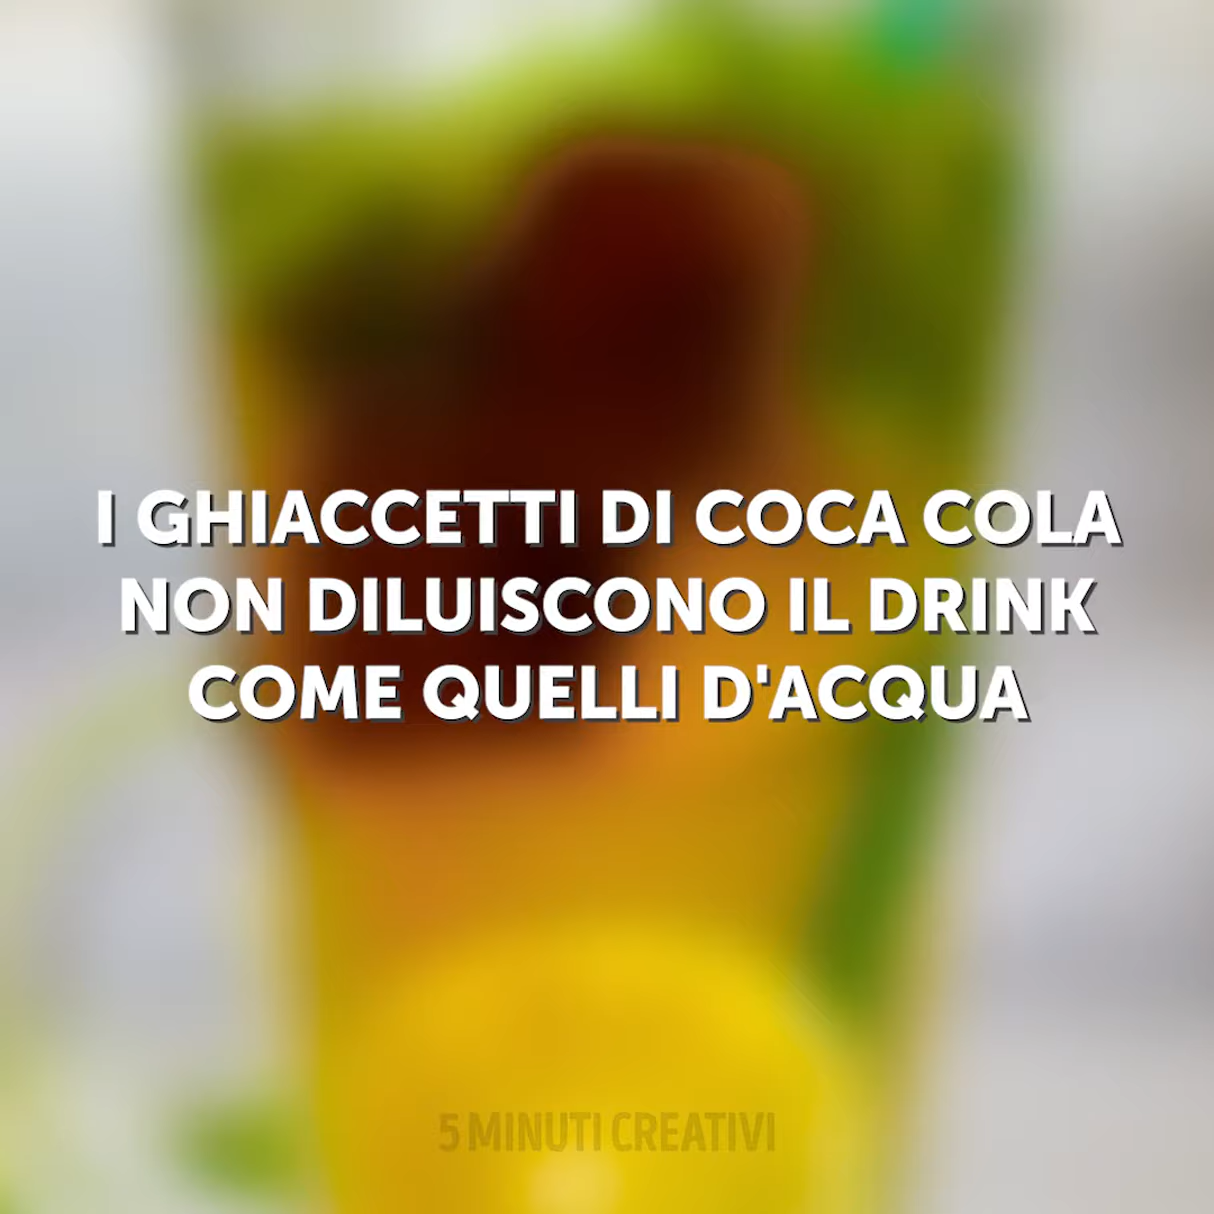 I GHIACCETTI DI COCA COLA
NON DILUISCONO IL DRINK
COME QUELLI D'ACQUA
5 MINUTI CREATIVI